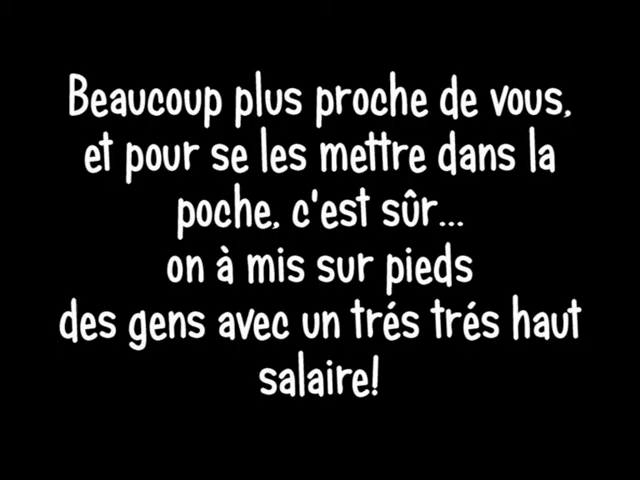 Beaucoup plus proche de vous,
et pour se les mettre dans la
poche, c'est sûr...
on à mis sur pieds
des gens avec un trés trés haut
salaire!